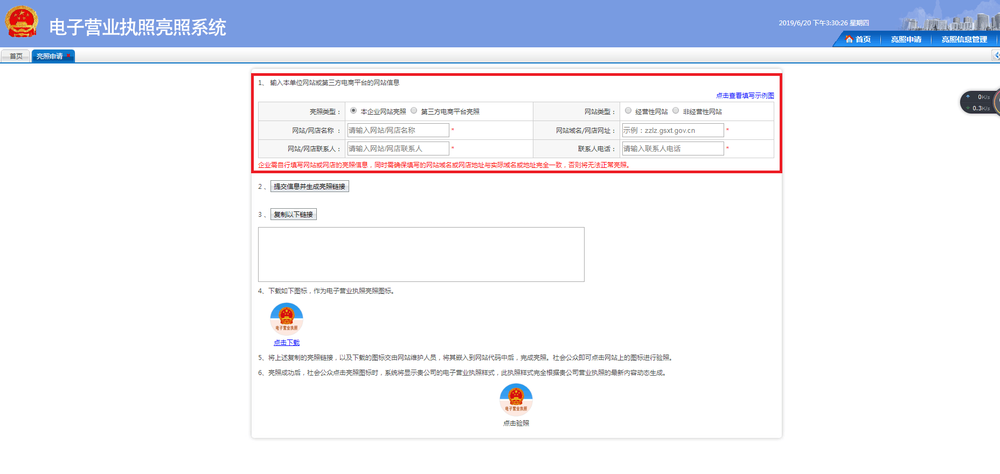 电子营业执照亮照系统
2019/6/20 下午3:30:26 星期四
首页 亮照申请 亮照信息管理
首页 亮照申请
1、 输入本单位网站或第三方电商平台的网站信息
点击查看填写示例图
亮照类型： 本企业网站亮照 第三方电商平台亮照 网站类型： 经营性网站 非经营性网站
网站/网店名称 ： 请输入网站/网店名称 * 网站域名/网店网址： 示例：zzlz.gsxt.gov.cn *
网站/网店联系人： 请输入网站/网店联系人 * 联系人电话： 请输入联系人电话 *
企业需自行填写网站或网店的亮照信息，同时需确保填写的网站域名或网店地址与实际域名或地址完全一致，否则将无法正常亮照。
0K/s
0.3K/s
2、 提交信息并生成亮照链接
3、 复制以下链接
4、下载如下图标，作为电子营业执照亮照图标。
电子营业执照
点击下载
5、将上述复制的亮照链接，以及下载的图标交由网站维护人员，将其嵌入到网站代码中后，完成亮照。社会公众即可点击网站上的图标进行验照。
6、亮照成功后，社会公众点击亮照图标时，系统将显示贵公司的电子营业执照样式，此执照样式完全根据贵公司营业执照的最新内容动态生成。
电子营业执照
点击验照